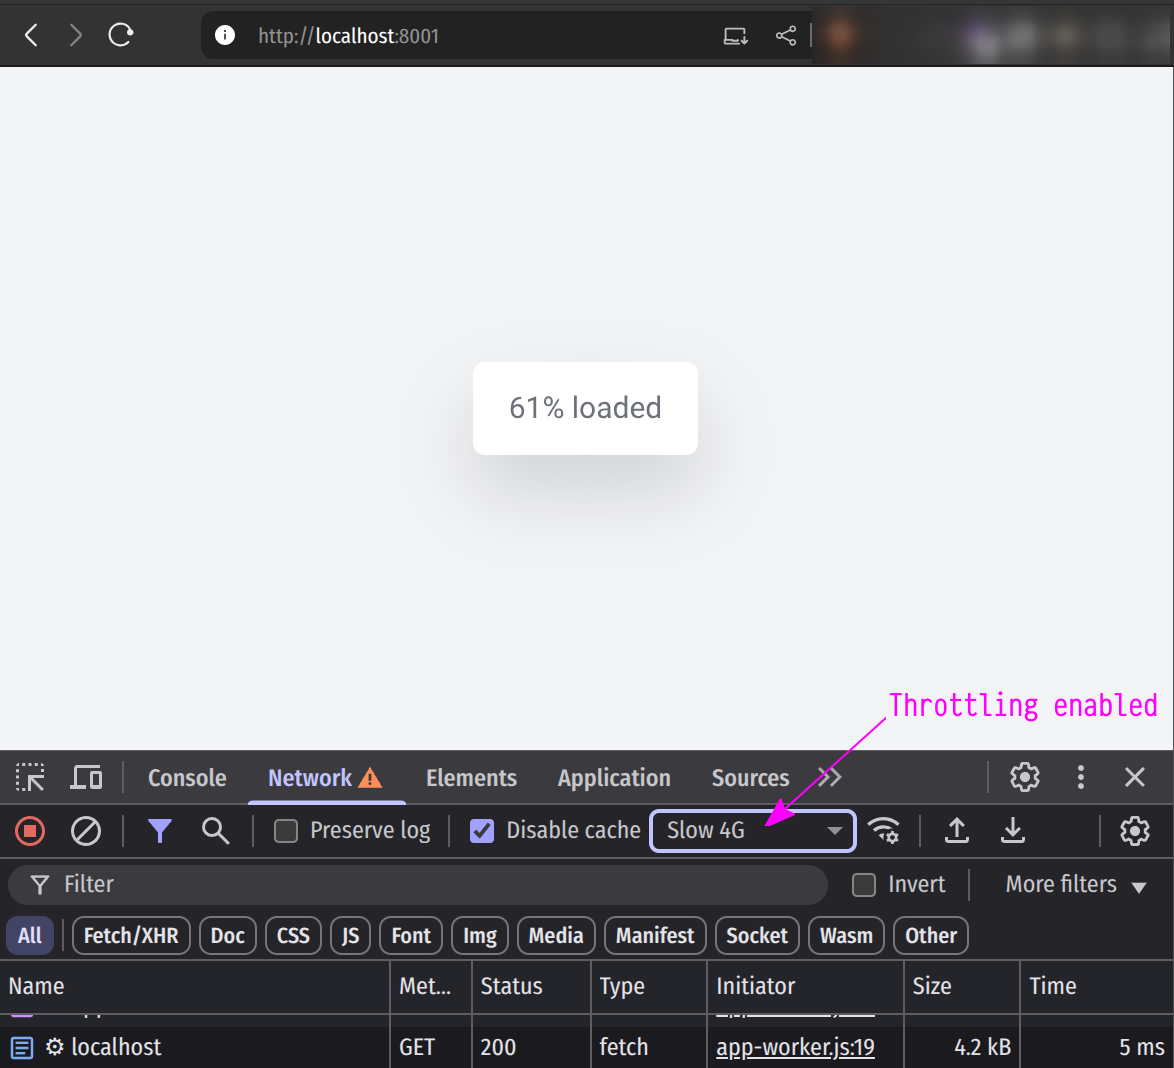 http://localhost:8001
61% loaded
Throttling enabled
Console Network Elements Application Sources
Preserve log Disable cache Slow 4G
Filter Invert More filters
All Fetch/XHR Doc CSS JS Font Img Media Manifest Socket Wasm Other
Name Met... Status Type Initiator Size Time
localhost GET 200 fetch app-worker.js:19 4.2 kB 5 ms